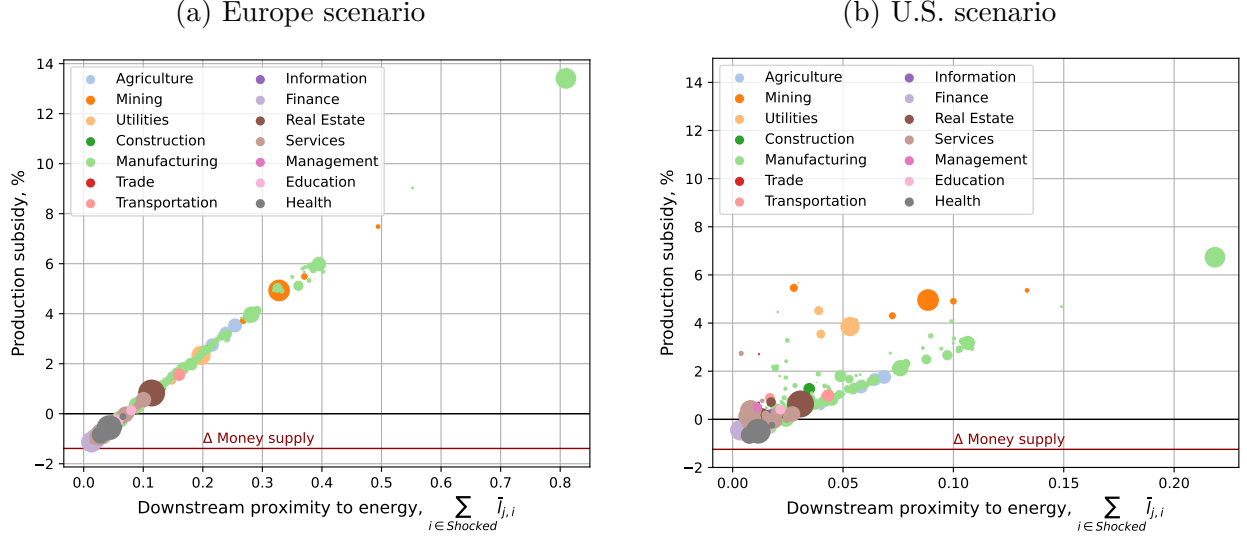 (a) Europe scenario
14
12
10
8
6
4
2
0
−2
Production subsidy, %
Agriculture
Mining
Utilities
Construction
Manufacturing
Trade
Transportation
Information
Finance
Real Estate
Services
Management
Education
Health
Δ Money supply
0.0 0.1 0.2 0.3 0.4 0.5 0.6 0.7 0.8
Downstream proximity to energy, ∑ l̄j,i
i ∈ Shocked
(b) U.S. scenario
14
12
10
8
6
4
2
0
−2
Production subsidy, %
Agriculture
Mining
Utilities
Construction
Manufacturing
Trade
Transportation
Information
Finance
Real Estate
Services
Management
Education
Health
Δ Money supply
0.00 0.05 0.10 0.15 0.20
Downstream proximity to energy, ∑ l̄j,i
i ∈ Shocked